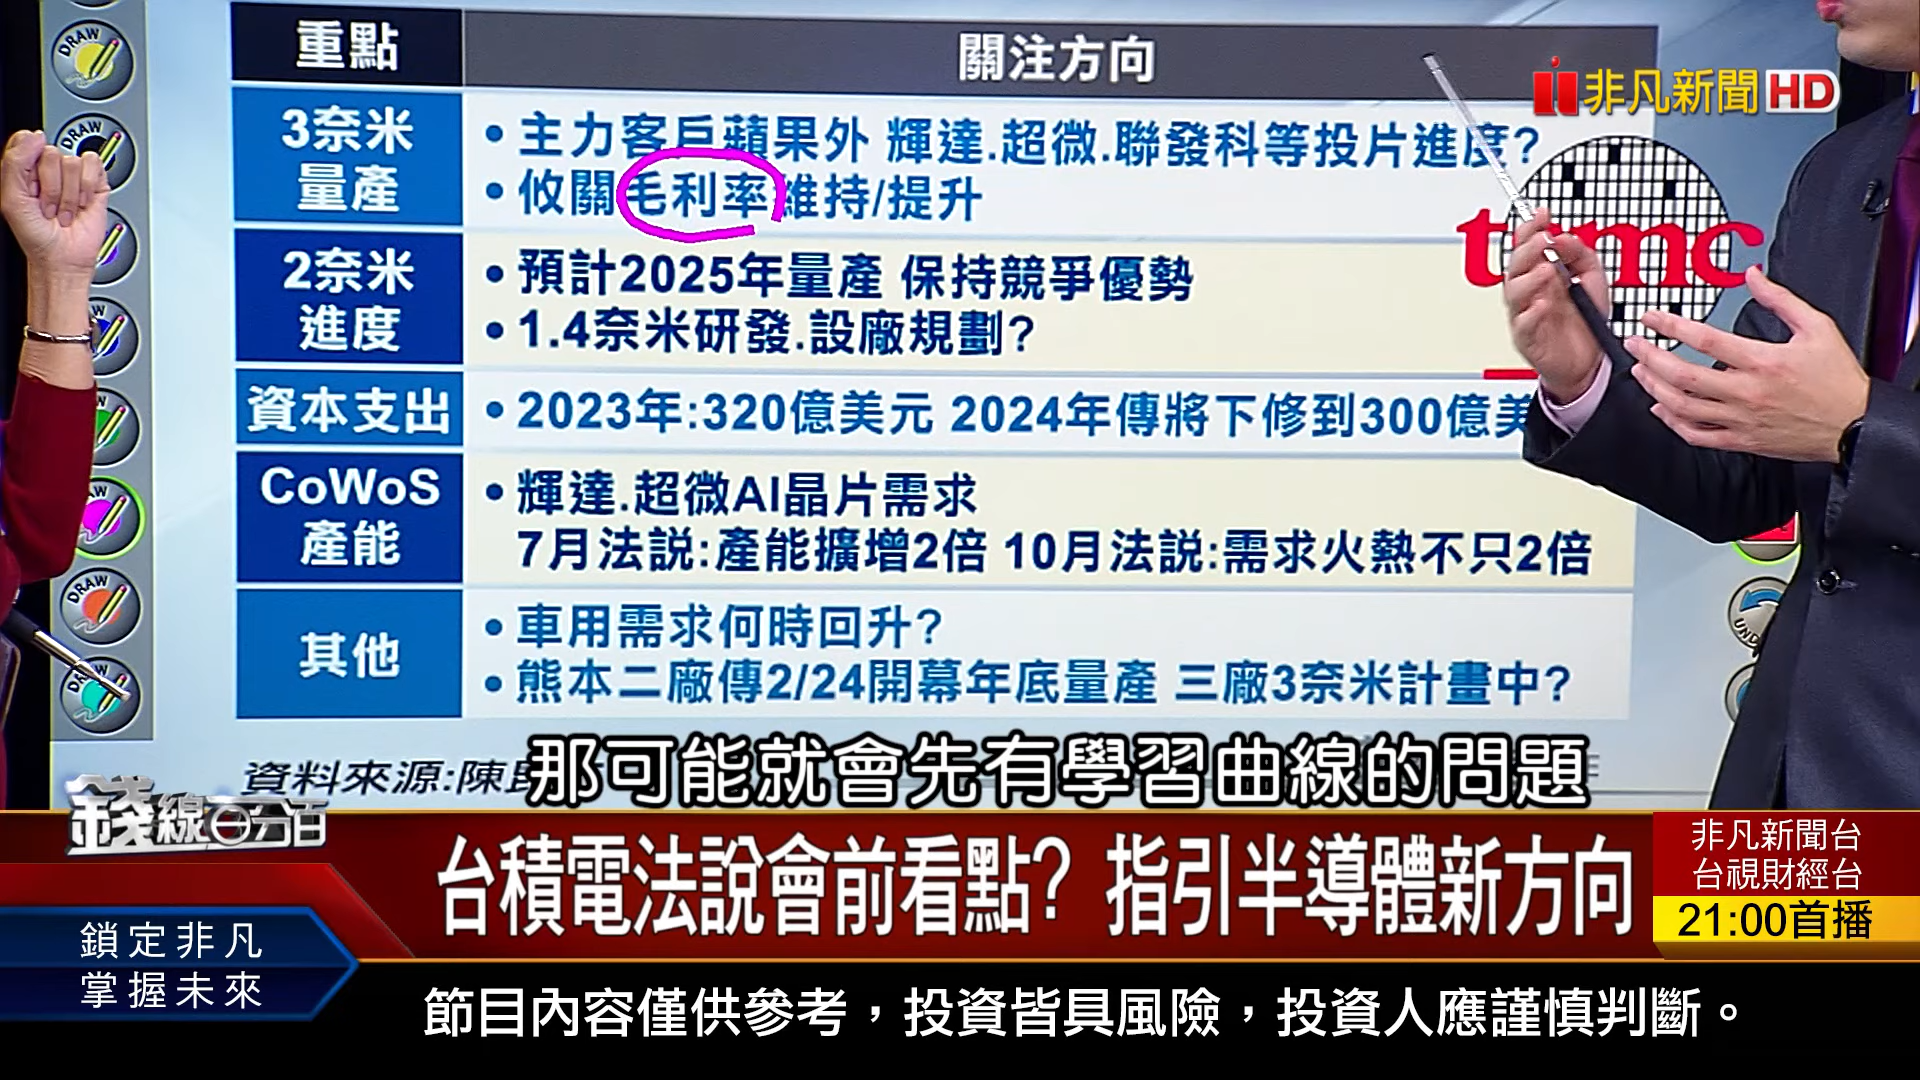 重點
關注方向
3奈米
量產
• 主力客戶蘋果外 輝達.超微.聯發科等投片進度?
• 攸關毛利率維持/提升
2奈米
進度
• 預計2025年量產 保持競爭優勢
• 1.4奈米研發.設廠規劃?
資本支出
• 2023年:320億美元 2024年傳將下修到300億美
CoWoS
產能
• 輝達.超微AI晶片需求
7月法說:產能擴增2倍 10月法說:需求火熱不只2倍
其他
• 車用需求何時回升?
• 熊本二廠傳2/24開幕年底量產 三廠3奈米計畫中?
資料來源:陳
tsmc
DRAW
DRAW
DRAW
DRAW
UND
非凡新聞HD
那可能就會先有學習曲線的問題
錢線百分百
台積電法說會前看點? 指引半導體新方向
非凡新聞台
台視財經台
21:00首播
鎖定非凡
掌握未來
節目內容僅供參考，投資皆具風險，投資人應謹慎判斷。